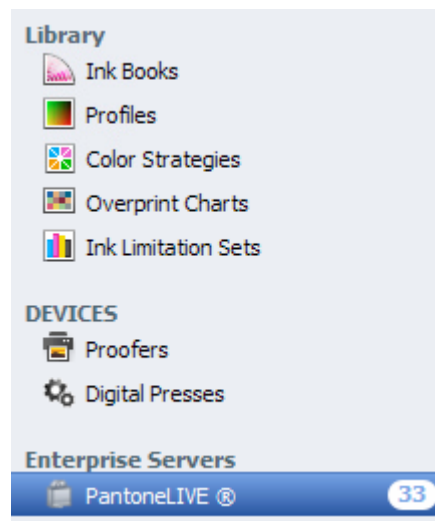 Library
Ink Books
Profiles
Color Strategies
Overprint Charts
Ink Limitation Sets
DEVICES
Proofers
Digital Presses
Enterprise Servers
PantoneLIVE ® 33